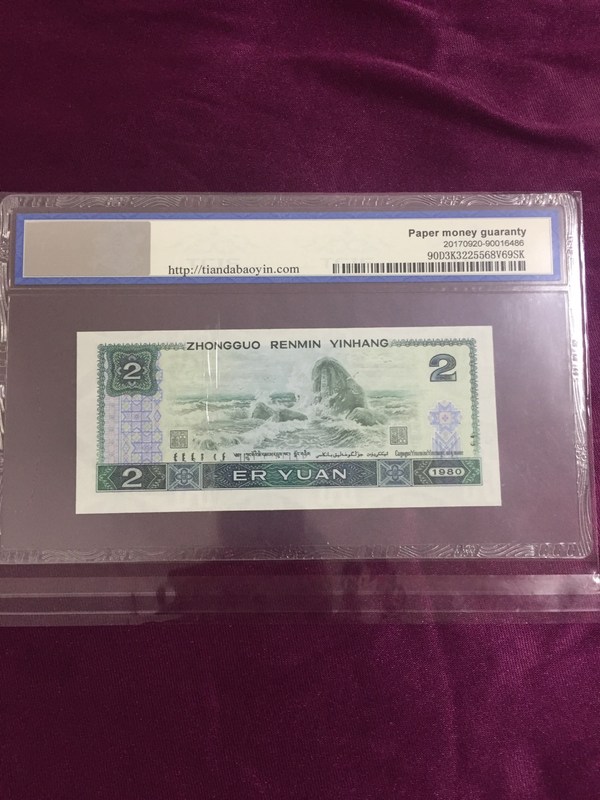 Paper money guaranty
20170920-90016486
http://tiandabaoyin.com
90D3K3225568V69SK
ZHONGGUO RENMIN YINHANG
2
2
2
ER YUAN
1980